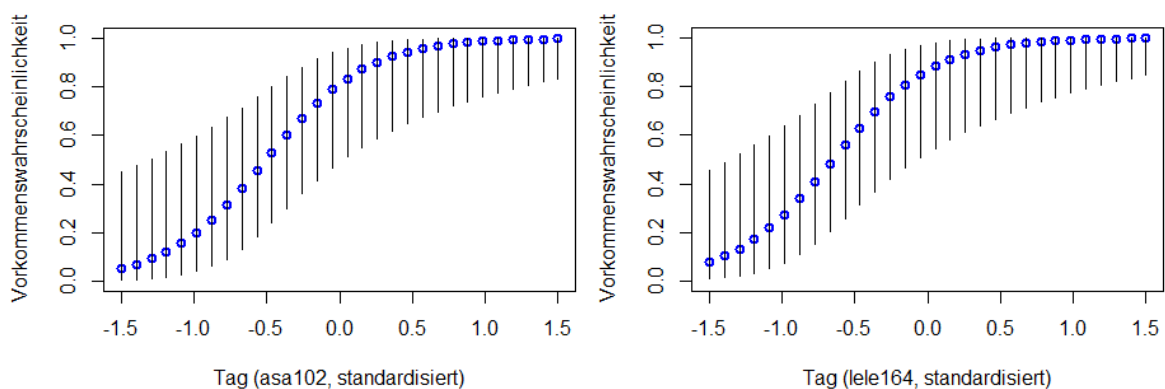 Vorkommenswahrscheinlichkeit
1.0
0.8
0.6
0.4
0.2
0.0
-1.5 -1.0 -0.5 0.0 0.5 1.0 1.5
Tag (asa102, standardisiert)
Vorkommenswahrscheinlichkeit
1.0
0.8
0.6
0.4
0.2
0.0
-1.5 -1.0 -0.5 0.0 0.5 1.0 1.5
Tag (lele164, standardisiert)